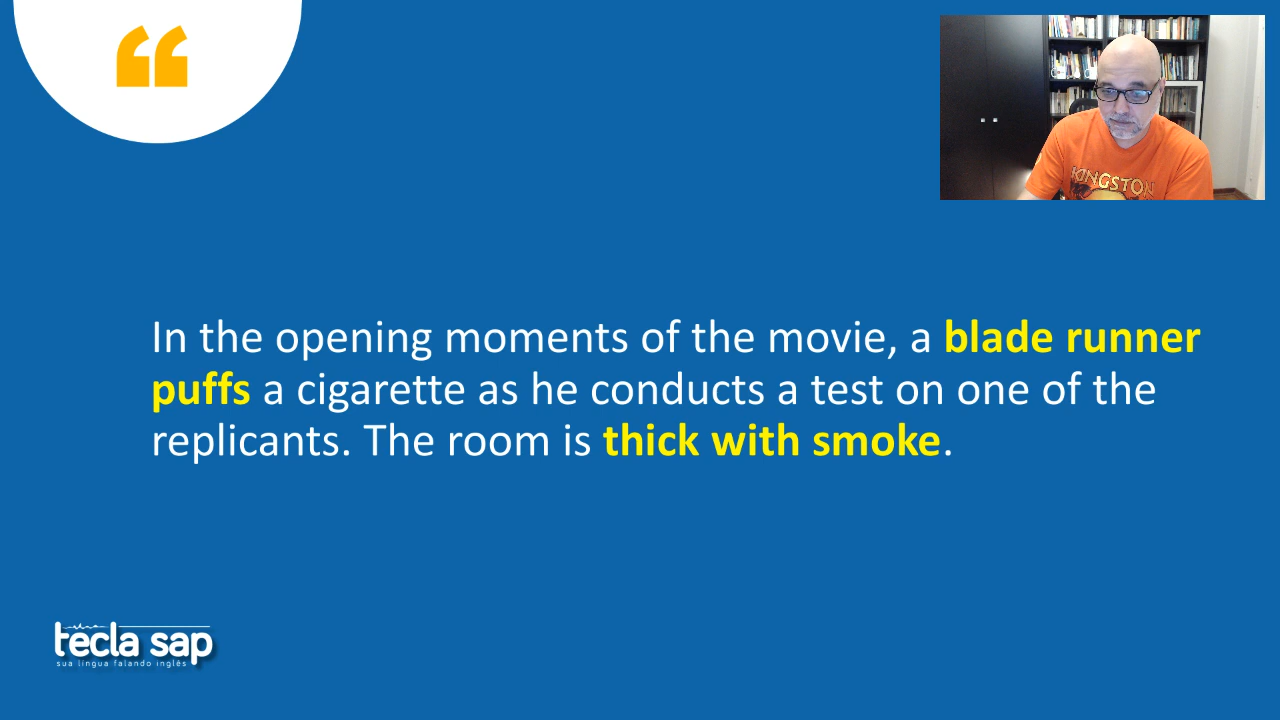 “
KINGSTON
In the opening moments of the movie, a blade runner
puffs a cigarette as he conducts a test on one of the
replicants. The room is thick with smoke.
tecla sap
sua língua falando inglês